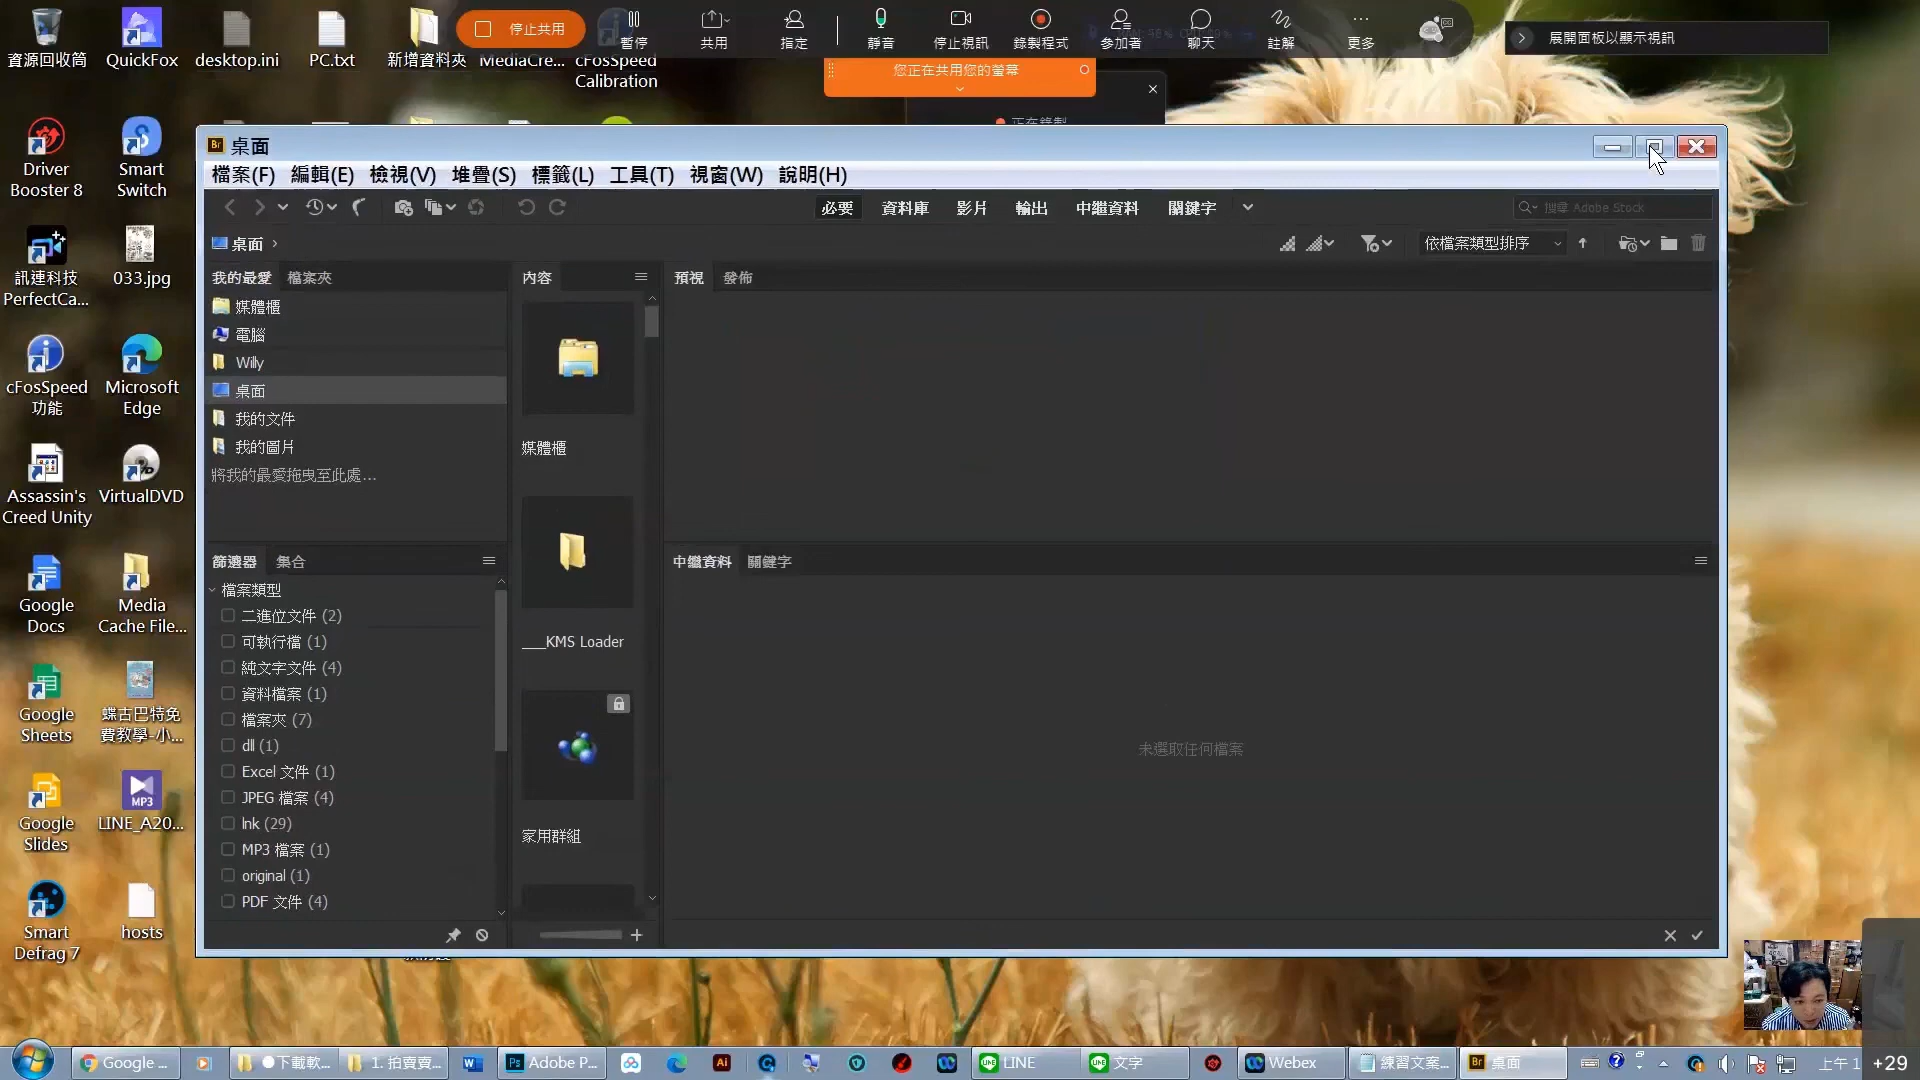 停止共用
暫停
共用
指定
靜音
停止視訊
錄製程式
參加者
聊天
註解
更多
展開面板以顯示視訊
您正在共用您的螢幕
正在錄製
資源回收筒
QuickFox
desktop.ini
PC.txt
新增資料夾
MediaCre...
cFosSpeed
Calibration
Driver
Booster 8
Smart
Switch
訊連科技
PerfectCa...
033.jpg
cFosSpeed
功能
Microsoft
Edge
Assassin's
Creed Unity
VirtualDVD
Google
Docs
Media
Cache File...
Google
Sheets
蝶古巴特免
費教學-小...
Google
Slides
MP3
LINE_A20...
Smart
Defrag 7
hosts
Br 桌面
檔案(F) 編輯(E) 檢視(V) 堆疊(S) 標籤(L) 工具(T) 視窗(W) 說明(H)
必要 資料庫 影片 輸出 中繼資料 關鍵字
搜尋 Adobe Stock
桌面
依檔案類型排序
我的最愛 檔案夾
媒體櫃
電腦
Willy
桌面
我的文件
我的圖片
將我的最愛拖曳至此處...
內容
媒體櫃
___KMS Loader
家用群組
預視 發佈
篩選器 集合
檔案類型
二進位文件 (2)
可執行檔 (1)
純文字文件 (4)
資料檔案 (1)
檔案夾 (7)
dll (1)
Excel 文件 (1)
JPEG 檔案 (4)
lnk (29)
MP3 檔案 (1)
original (1)
PDF 文件 (4)
中繼資料 關鍵字
未選取任何檔案
Google ...
●下載軟...
1. 拍賣賣...
Ps Adobe P...
Ai
LINE
文字
Webex
練習文案...
Br 桌面
上午 1
+29